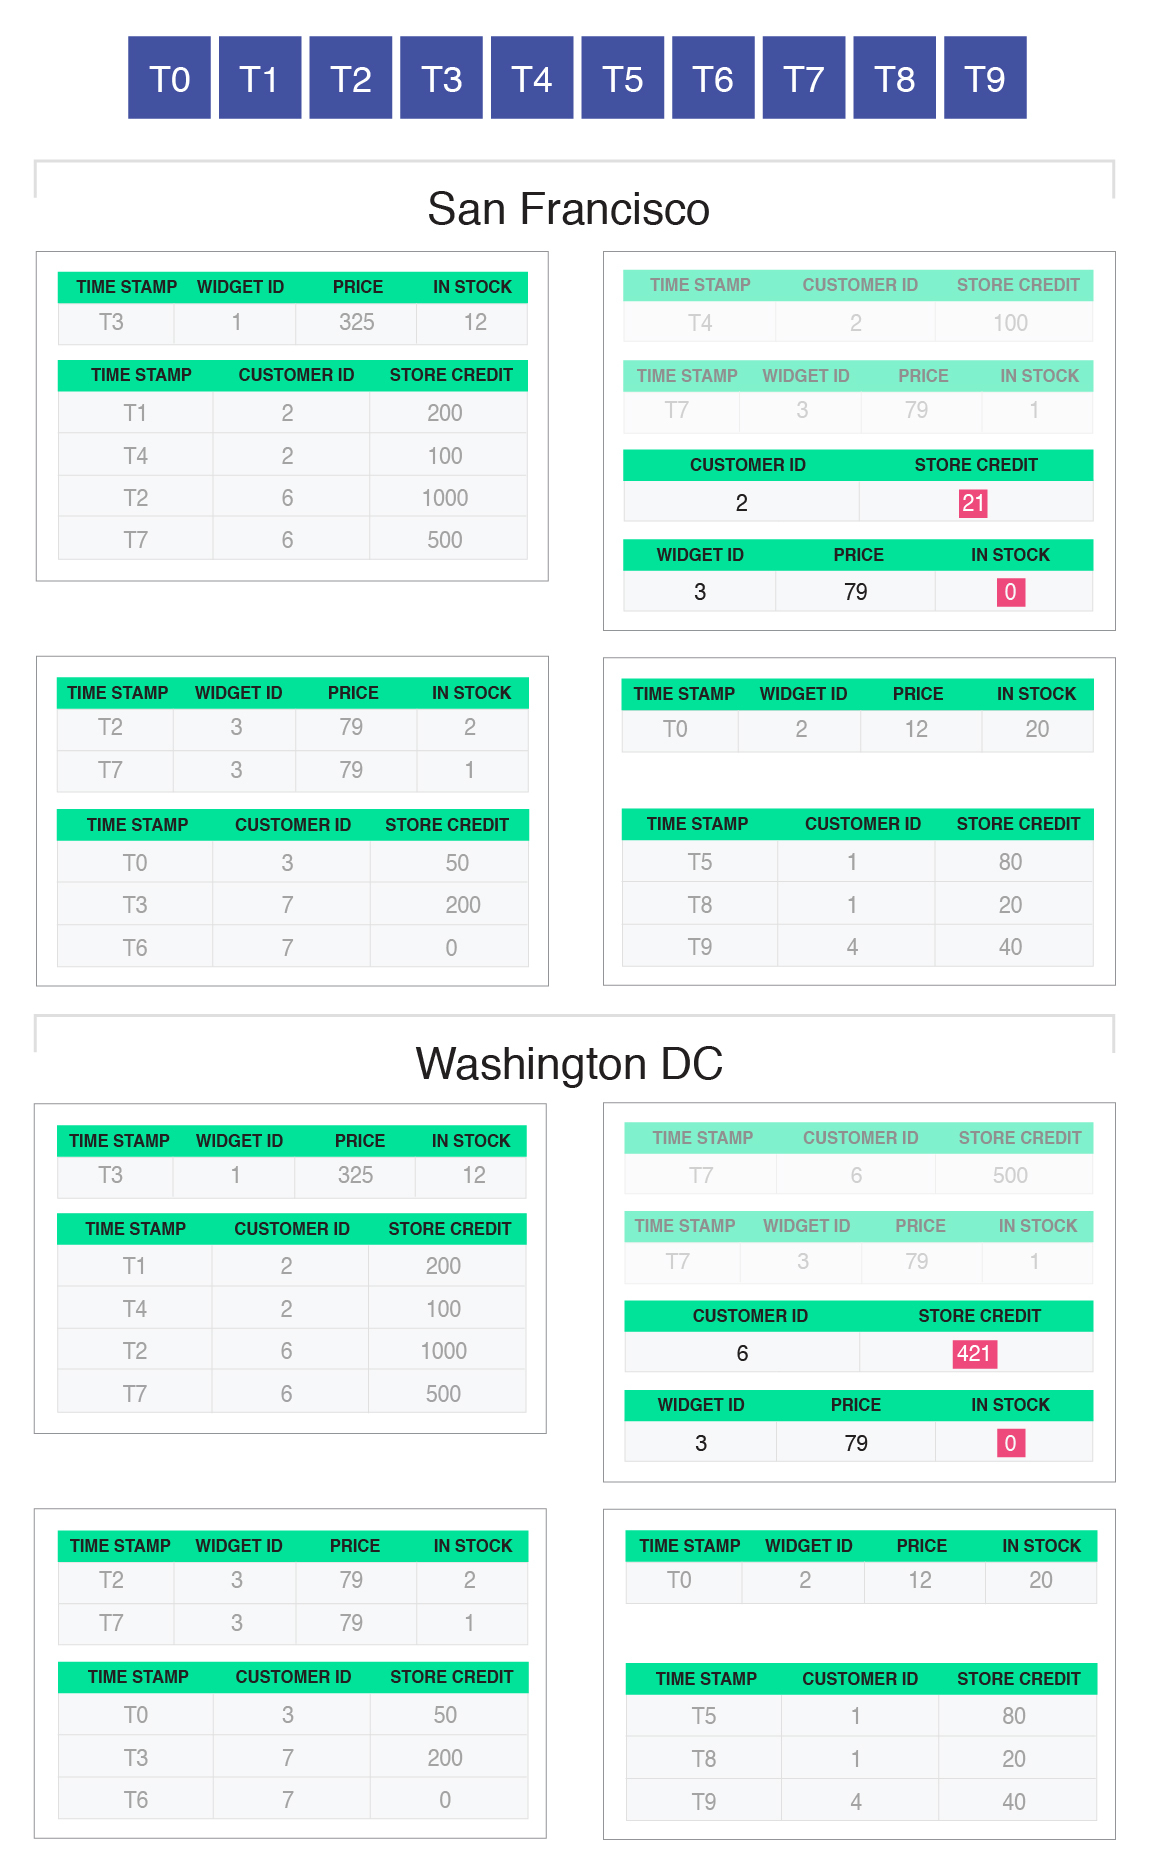 T0 T1 T2 T3 T4 T5 T6 T7 T8 T9
San Francisco
TIME STAMP WIDGET ID PRICE IN STOCK
T3 1 325 12
TIME STAMP CUSTOMER ID STORE CREDIT
T1 2 200
T4 2 100
T2 6 1000
T7 6 500
TIME STAMP CUSTOMER ID STORE CREDIT
T4 2 100
TIME STAMP WIDGET ID PRICE IN STOCK
T7 3 79 1
CUSTOMER ID STORE CREDIT
2 21
WIDGET ID PRICE IN STOCK
3 79 0
TIME STAMP WIDGET ID PRICE IN STOCK
T2 3 79 2
T7 3 79 1
TIME STAMP CUSTOMER ID STORE CREDIT
T0 3 50
T3 7 200
T6 7 0
TIME STAMP WIDGET ID PRICE IN STOCK
T0 2 12 20
TIME STAMP CUSTOMER ID STORE CREDIT
T5 1 80
T8 1 20
T9 4 40
Washington DC
TIME STAMP WIDGET ID PRICE IN STOCK
T3 1 325 12
TIME STAMP CUSTOMER ID STORE CREDIT
T1 2 200
T4 2 100
T2 6 1000
T7 6 500
TIME STAMP CUSTOMER ID STORE CREDIT
T7 6 500
TIME STAMP WIDGET ID PRICE IN STOCK
T7 3 79 1
CUSTOMER ID STORE CREDIT
6 421
WIDGET ID PRICE IN STOCK
3 79 0
TIME STAMP WIDGET ID PRICE IN STOCK
T2 3 79 2
T7 3 79 1
TIME STAMP CUSTOMER ID STORE CREDIT
T0 3 50
T3 7 200
T6 7 0
TIME STAMP WIDGET ID PRICE IN STOCK
T0 2 12 20
TIME STAMP CUSTOMER ID STORE CREDIT
T5 1 80
T8 1 20
T9 4 40